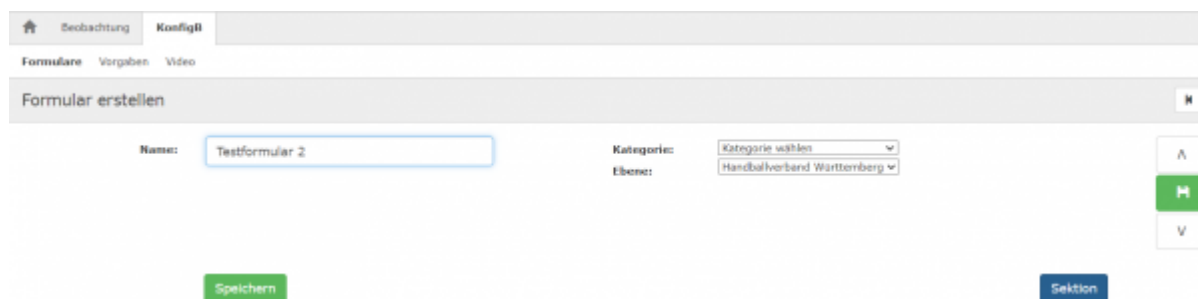 Beobachtung KonfigB
Formulare Vorgaben Video
Formular erstellen
Name: Testformular 2 Kategorie: Kategorie wählen
Ebene: Handballverband Württemberg
Speichern Sektion